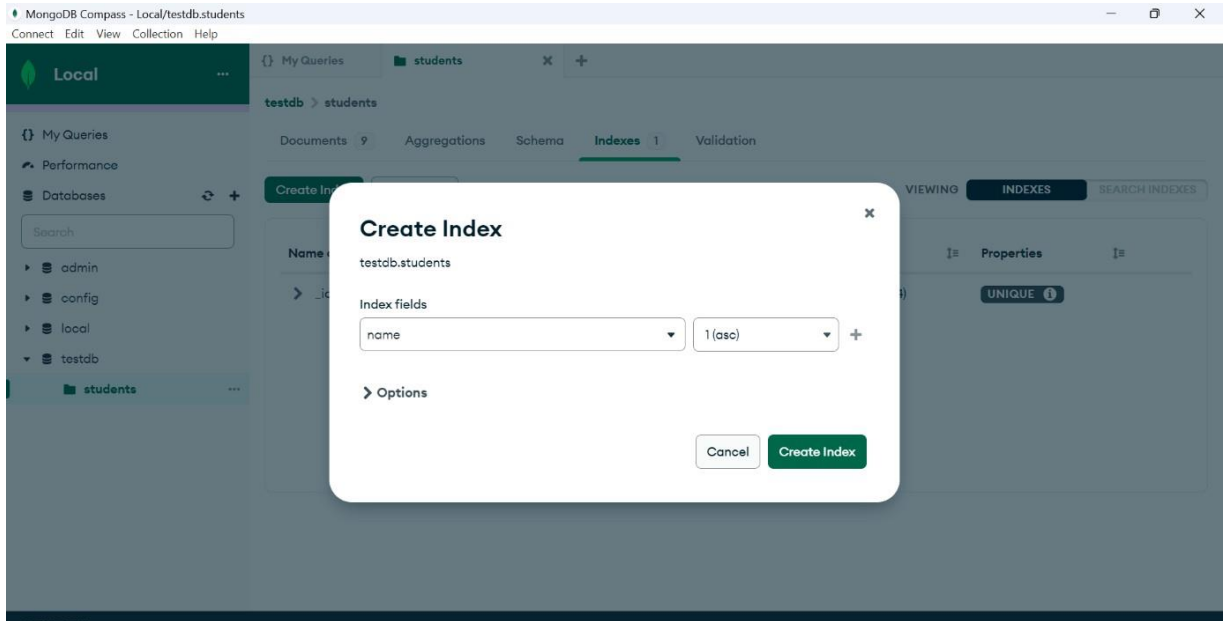 MongoDB Compass - Local/testdb.students
Connect Edit View Collection Help
Local
My Queries
Performance
Databases
Search
admin
config
local
testdb
students
{} My Queries
students
testdb > students
Documents 9 Aggregations Schema Indexes 1 Validation
Create
VIEWING INDEXES SEARCH INDEXES
Name Properties
UNIQUE
Create Index
testdb.students
Index fields
name 1 (asc)
Options
Cancel Create Index